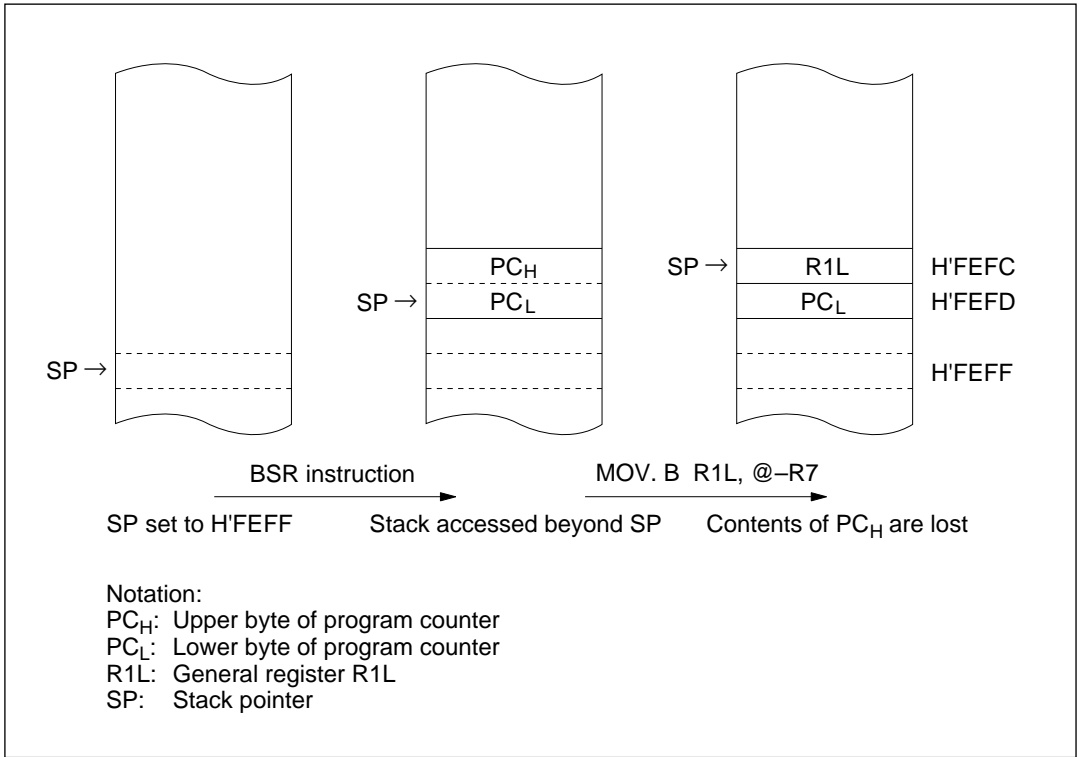 SP →
PCH
SP →
PCL
SP →
R1L
H'FEFC
PCL
H'FEFD
H'FEFF
BSR instruction
MOV. B R1L, @–R7
SP set to H'FEFF
Stack accessed beyond SP
Contents of PCH are lost
Notation:
PCH: Upper byte of program counter
PCL: Lower byte of program counter
R1L: General register R1L
SP: Stack pointer